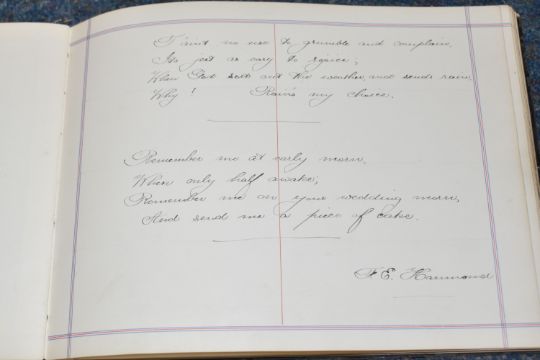 T'aint no use to grumble and complain,
Its just as easy to rejoice;
When God sorts out the weather, and sends rain,
Why! Rain's my choice.
Remember me at early morn,
When only half awake,
Remember me on your wedding morn,
And send me a piece of cake.
F. E. Hammond